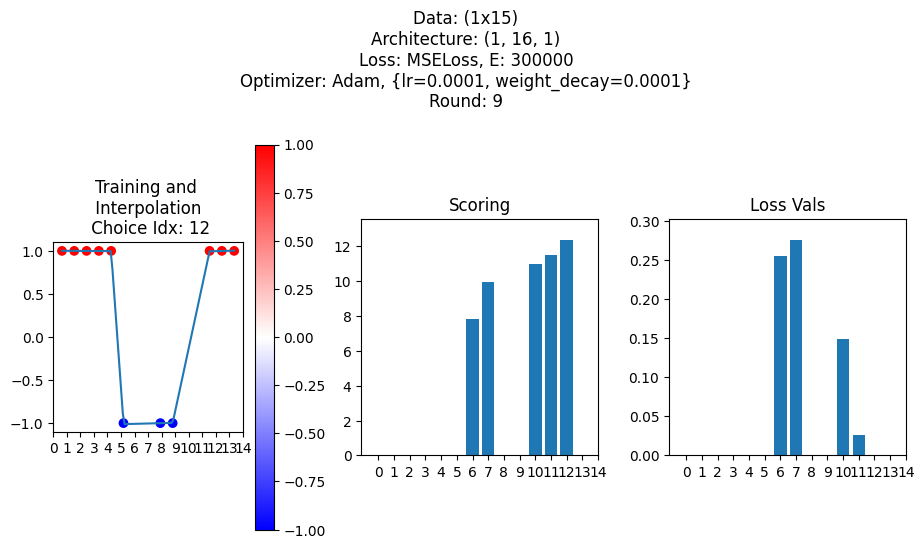 Data: (1x15)
Architecture: (1, 16, 1)
Loss: MSELoss, E: 300000
Optimizer: Adam, {lr=0.0001, weight_decay=0.0001}
Round: 9
Training and
Interpolation
Choice Idx: 12
1.0
0.5
0.0
−0.5
−1.0
0 1 2 3 4 5 6 7 8 9 10 11 12 13 14
1.00
0.75
0.50
0.25
0.00
−0.25
−0.50
−0.75
−1.00
Scoring
12
10
8
6
4
2
0
0 1 2 3 4 5 6 7 8 9 10 11 12 13 14
Loss Vals
0.30
0.25
0.20
0.15
0.10
0.05
0.00
0 1 2 3 4 5 6 7 8 9 10 11 12 13 14